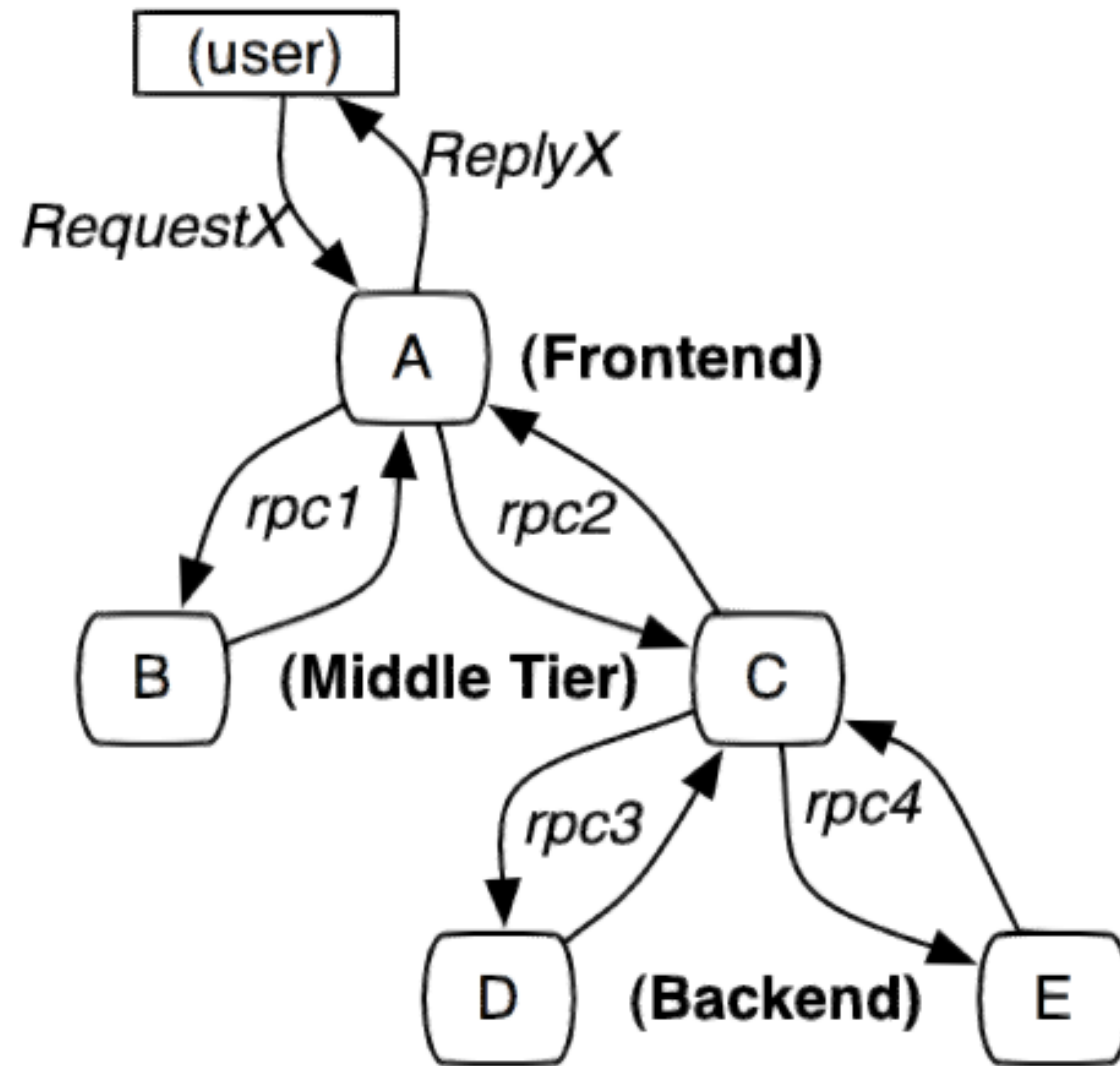 (user)
ReplyX
RequestX
A
(Frontend)
rpc1
rpc2
B
(Middle Tier)
C
rpc3
rpc4
D
(Backend)
E